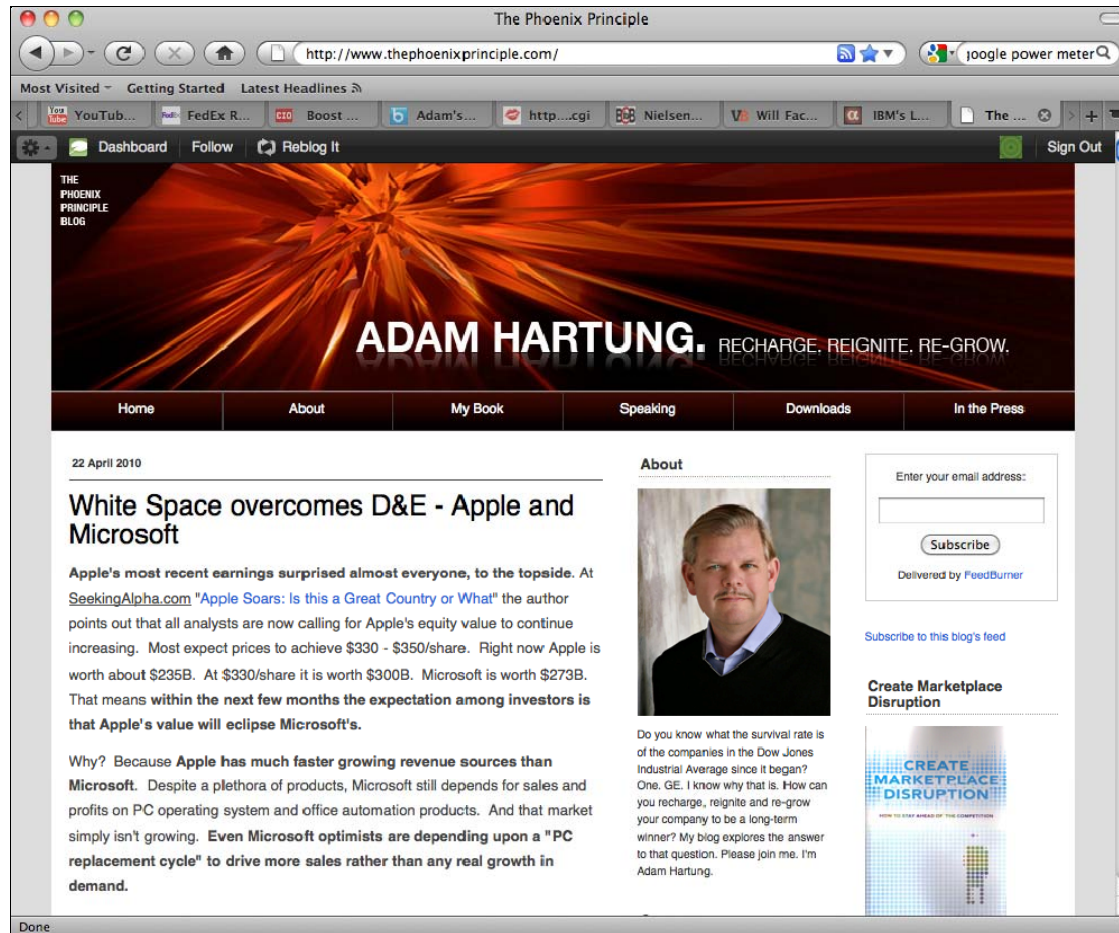 The Phoenix Principle
http://www.thephoenixprinciple.com/
google power meter
Most Visited Getting Started Latest Headlines
YouTub... FedEx R... Boost ... Adam's... http....cgi Nielsen... Will Fac... IBM's L... The ...
Dashboard Follow Reblog It Sign Out
THE
PHOENIX
PRINCIPLE
BLOG
ADAM HARTUNG. RECHARGE. REIGNITE. RE-GROW.
Home About My Book Speaking Downloads In the Press
22 April 2010
White Space overcomes D&E - Apple and
Microsoft
Apple's most recent earnings surprised almost everyone, to the topside. At
SeekingAlpha.com "Apple Soars: Is this a Great Country or What" the author
points out that all analysts are now calling for Apple's equity value to continue
increasing. Most expect prices to achieve $330 - $350/share. Right now Apple is
worth about $235B. At $330/share it is worth $300B. Microsoft is worth $273B.
That means within the next few months the expectation among investors is
that Apple's value will eclipse Microsoft's.
Why? Because Apple has much faster growing revenue sources than
Microsoft. Despite a plethora of products, Microsoft still depends for sales and
profits on PC operating system and office automation products. And that market
simply isn't growing. Even Microsoft optimists are depending upon a "PC
replacement cycle" to drive more sales rather than any real growth in
demand.
About
Do you know what the survival rate is
of the companies in the Dow Jones
Industrial Average since it began?
One. GE. I know why that is. How can
you recharge, reignite and re-grow
your company to be a long-term
winner? My blog explores the answer
to that question. Please join me. I'm
Adam Hartung.
Enter your email address:
Subscribe
Delivered by FeedBurner
Subscribe to this blog's feed
Create Marketplace
Disruption
CREATE
MARKETPLACE
DISRUPTION
HOW TO STAY AHEAD OF THE COMPETITION
Done